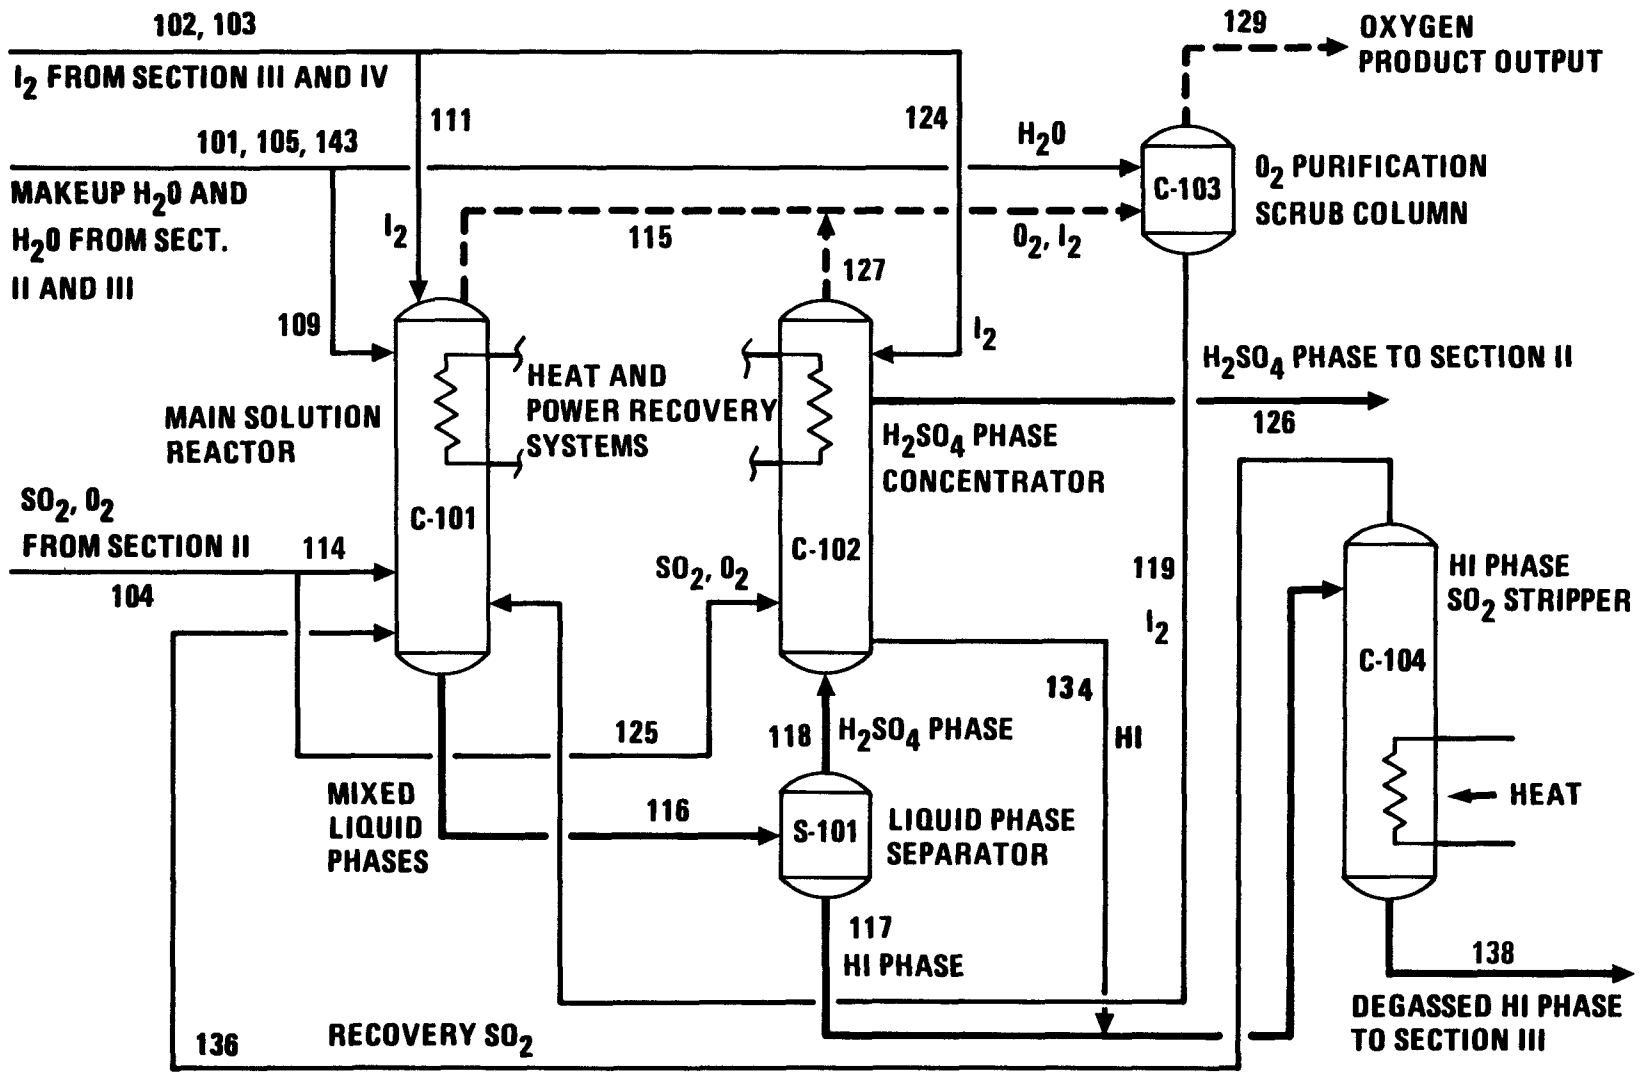 102, 103
I2 FROM SECTION III AND IV
111
124
129
OXYGEN
PRODUCT OUTPUT
101, 105, 143
MAKEUP H2O AND
H2O FROM SECT.
II AND III
H2O
C-103
O2 PURIFICATION
SCRUB COLUMN
I2
115
127
O2, I2
109
I2
H2SO4 PHASE TO SECTION II
126
MAIN SOLUTION
REACTOR
HEAT AND
POWER RECOVERY
SYSTEMS
H2SO4 PHASE
CONCENTRATOR
SO2, O2
FROM SECTION II
114
104
C-101
C-102
SO2, O2
119
I2
HI PHASE
SO2 STRIPPER
C-104
134
HI
125
118
H2SO4 PHASE
MIXED
LIQUID
PHASES
116
S-101
LIQUID PHASE
SEPARATOR
HEAT
117
HI PHASE
138
DEGASSED HI PHASE
TO SECTION III
136
RECOVERY SO2